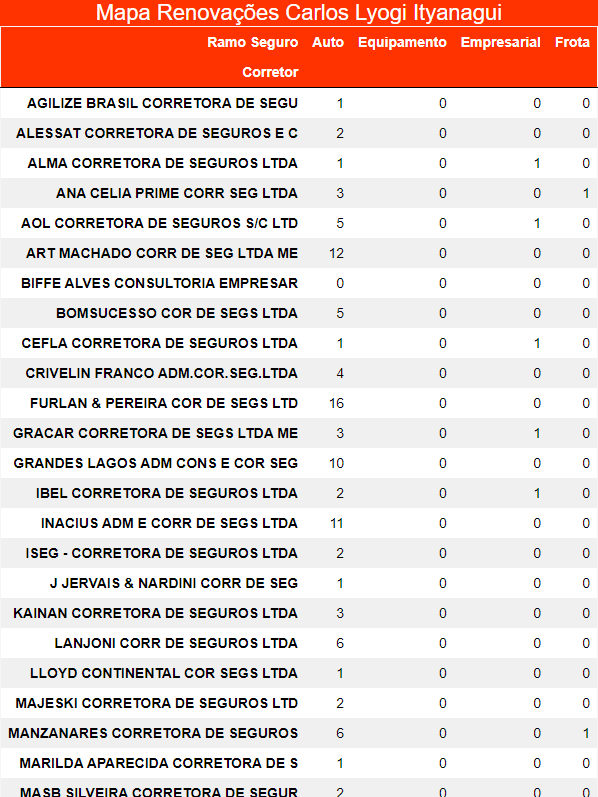 Mapa Renovações Carlos Lyogi Ityanagui
Ramo Seguro Auto Equipamento Empresarial Frota
Corretor
AGILIZE BRASIL CORRETORA DE SEGU 1 0 0 0
ALESSAT CORRETORA DE SEGUROS E C 2 0 0 0
ALMA CORRETORA DE SEGUROS LTDA 1 0 1 0
ANA CELIA PRIME CORR SEG LTDA 3 0 0 1
AOL CORRETORA DE SEGUROS S/C LTD 5 0 1 0
ART MACHADO CORR DE SEG LTDA ME 12 0 0 0
BIFFE ALVES CONSULTORIA EMPRESAR 0 0 0 0
BOMSUCESSO COR DE SEGS LTDA 5 0 0 0
CEFLA CORRETORA DE SEGUROS LTDA 1 0 1 0
CRIVELIN FRANCO ADM.COR.SEG.LTDA 4 0 0 0
FURLAN & PEREIRA COR DE SEGS LTD 16 0 0 0
GRACAR CORRETORA DE SEGS LTDA ME 3 0 1 0
GRANDES LAGOS ADM CONS E COR SEG 10 0 0 0
IBEL CORRETORA DE SEGUROS LTDA 2 0 1 0
INACIUS ADM E CORR DE SEGS LTDA 11 0 0 0
ISEG - CORRETORA DE SEGUROS LTDA 2 0 0 0
J JERVAIS & NARDINI CORR DE SEG 1 0 0 0
KAINAN CORRETORA DE SEGUROS LTDA 3 0 0 0
LANJONI CORR DE SEGUROS LTDA 6 0 0 0
LLOYD CONTINENTAL COR SEGS LTDA 1 0 0 0
MAJESKI CORRETORA DE SEGUROS LTD 2 0 0 0
MANZANARES CORRETORA DE SEGUROS 6 0 0 1
MARILDA APARECIDA CORRETORA DE S 1 0 0 0
MASB SILVEIRA CORRETORA DE SEGUR 2 0 0 0